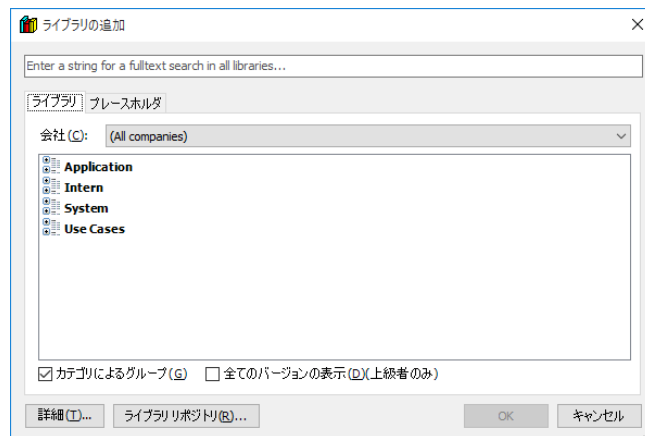 ライブラリの追加
Enter a string for a fulltext search in all libraries...
ライブラリ プレースホルダ
会社(C): (All companies)
Application
Intern
System
Use Cases
カテゴリによるグループ(G) 全てのバージョンの表示(D)(上級者のみ)
詳細(T)... ライブラリ リポジトリ(R)... OK キャンセル